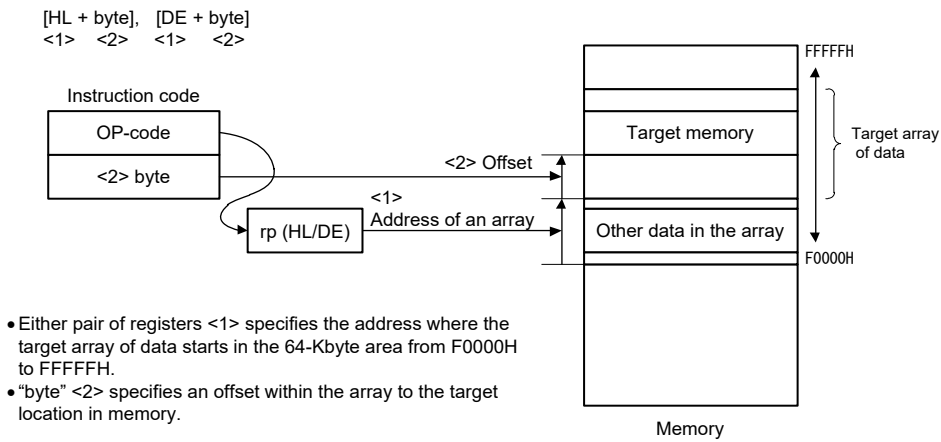 [HL + byte], [DE + byte]
<1> <2> <1> <2>
FFFFFH
Instruction code
OP-code
Target memory
Target array
of data
<2> Offset
<2> byte
<1>
Address of an array
rp (HL/DE)
Other data in the array
F0000H
• Either pair of registers <1> specifies the address where the
target array of data starts in the 64-Kbyte area from F0000H
to FFFFFH.
• “byte” <2> specifies an offset within the array to the target
location in memory.
Memory